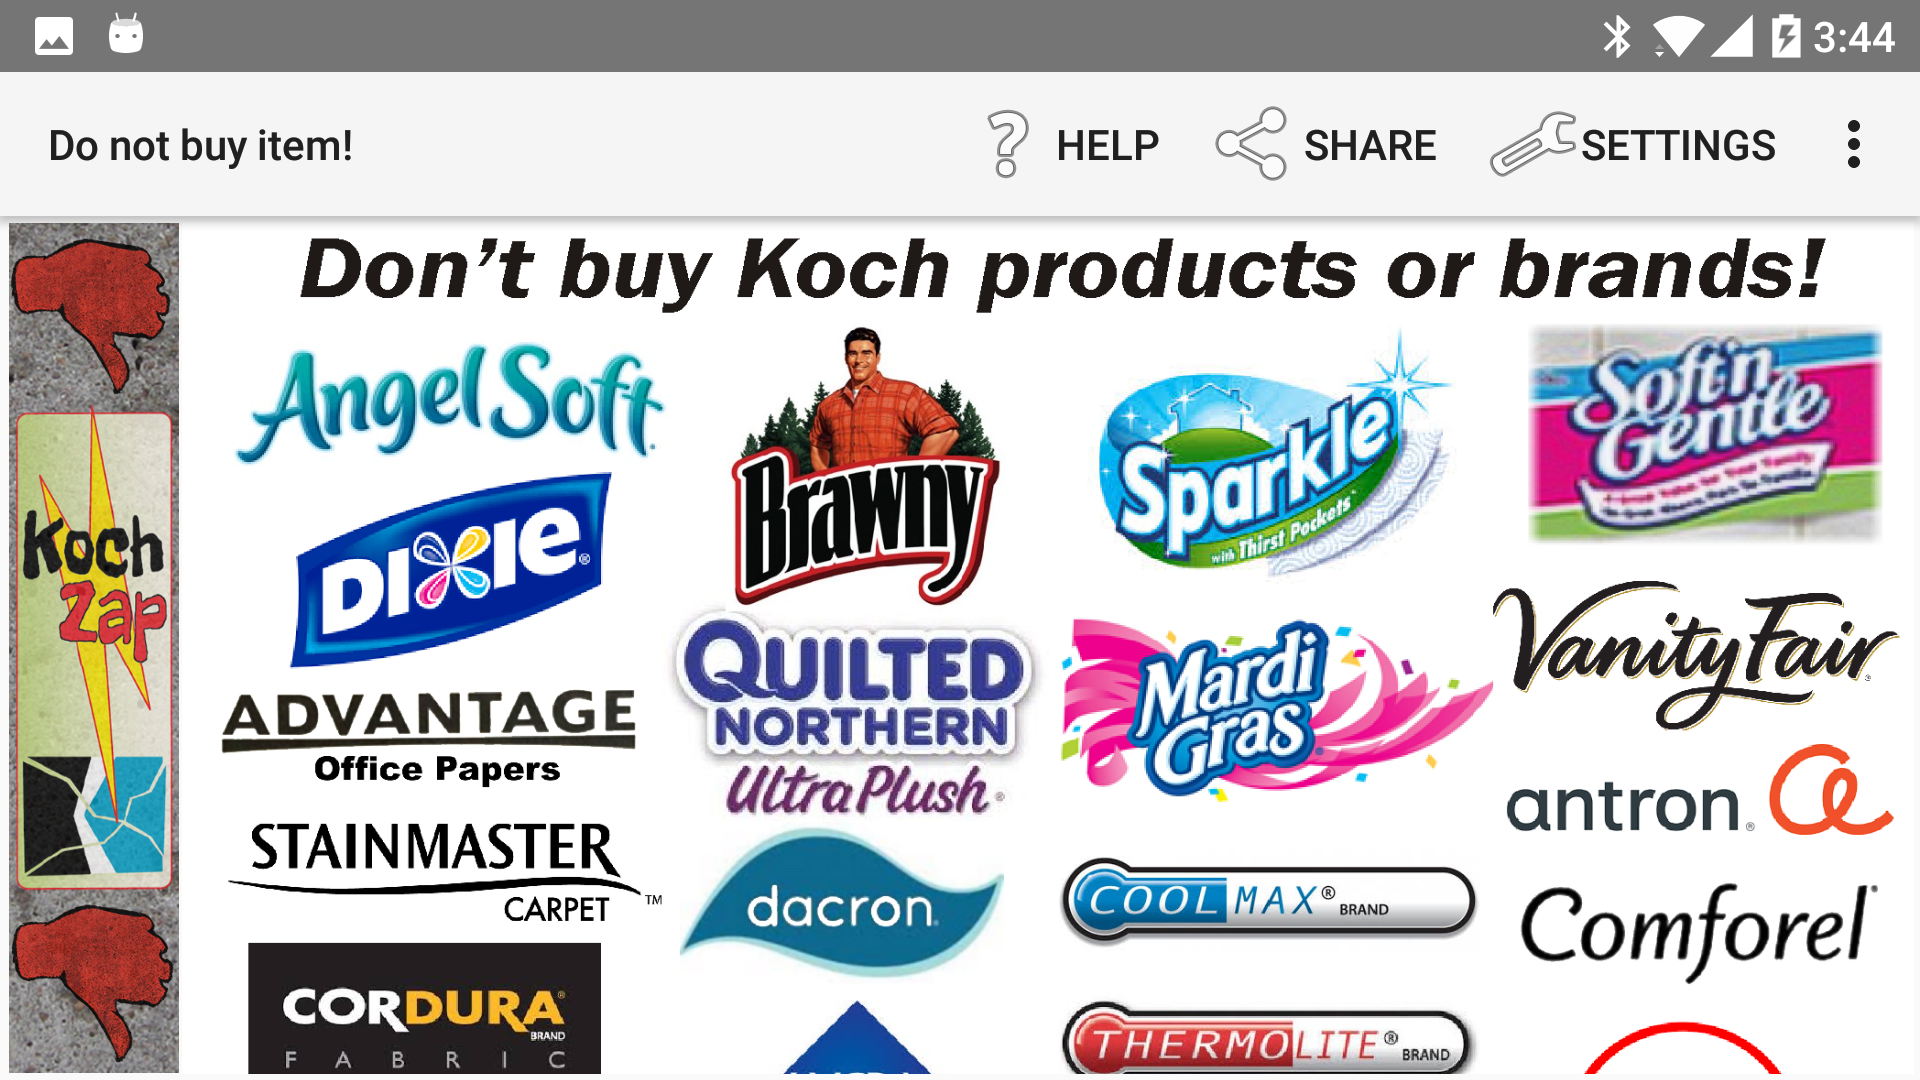 3:44
Do not buy item!
HELP
SHARE
SETTINGS
Don't buy Koch products or brands!
Koch
Zap
Angel Soft
Brawny
Sparkle
with Thirst Pockets
Soft'n
Gentle
DIXIE®
QUILTED
NORTHERN
Ultra Plush®
Mardi
Gras
Vanity Fair®
ADVANTAGE
Office Papers
antron®
STAINMASTER
CARPET™
dacron
COOLMAX® BRAND
Comforel
CORDURA®
BRAND
FABRIC
THERMOLITE® BRAND